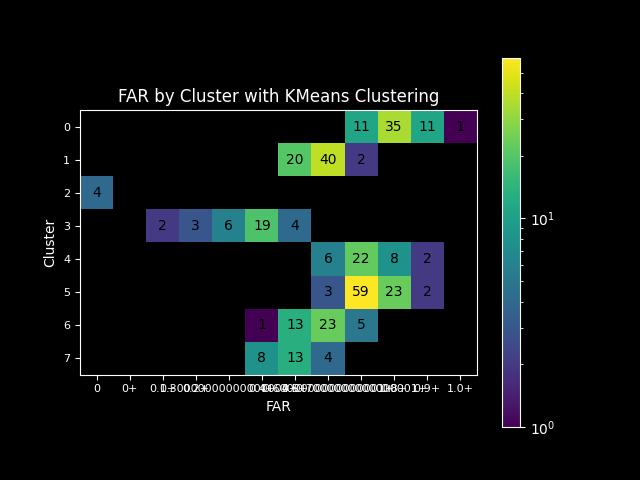 FAR by Cluster with KMeans Clustering
0 11 35 11 1
1 20 40 2
2 4
3 2 3 6 19 4
4 6 22 8 2
5 3 59 23 2
6 1 13 23 5
7 8 13 4
Cluster
0 0+ 1.0+
FAR
10¹
10⁰